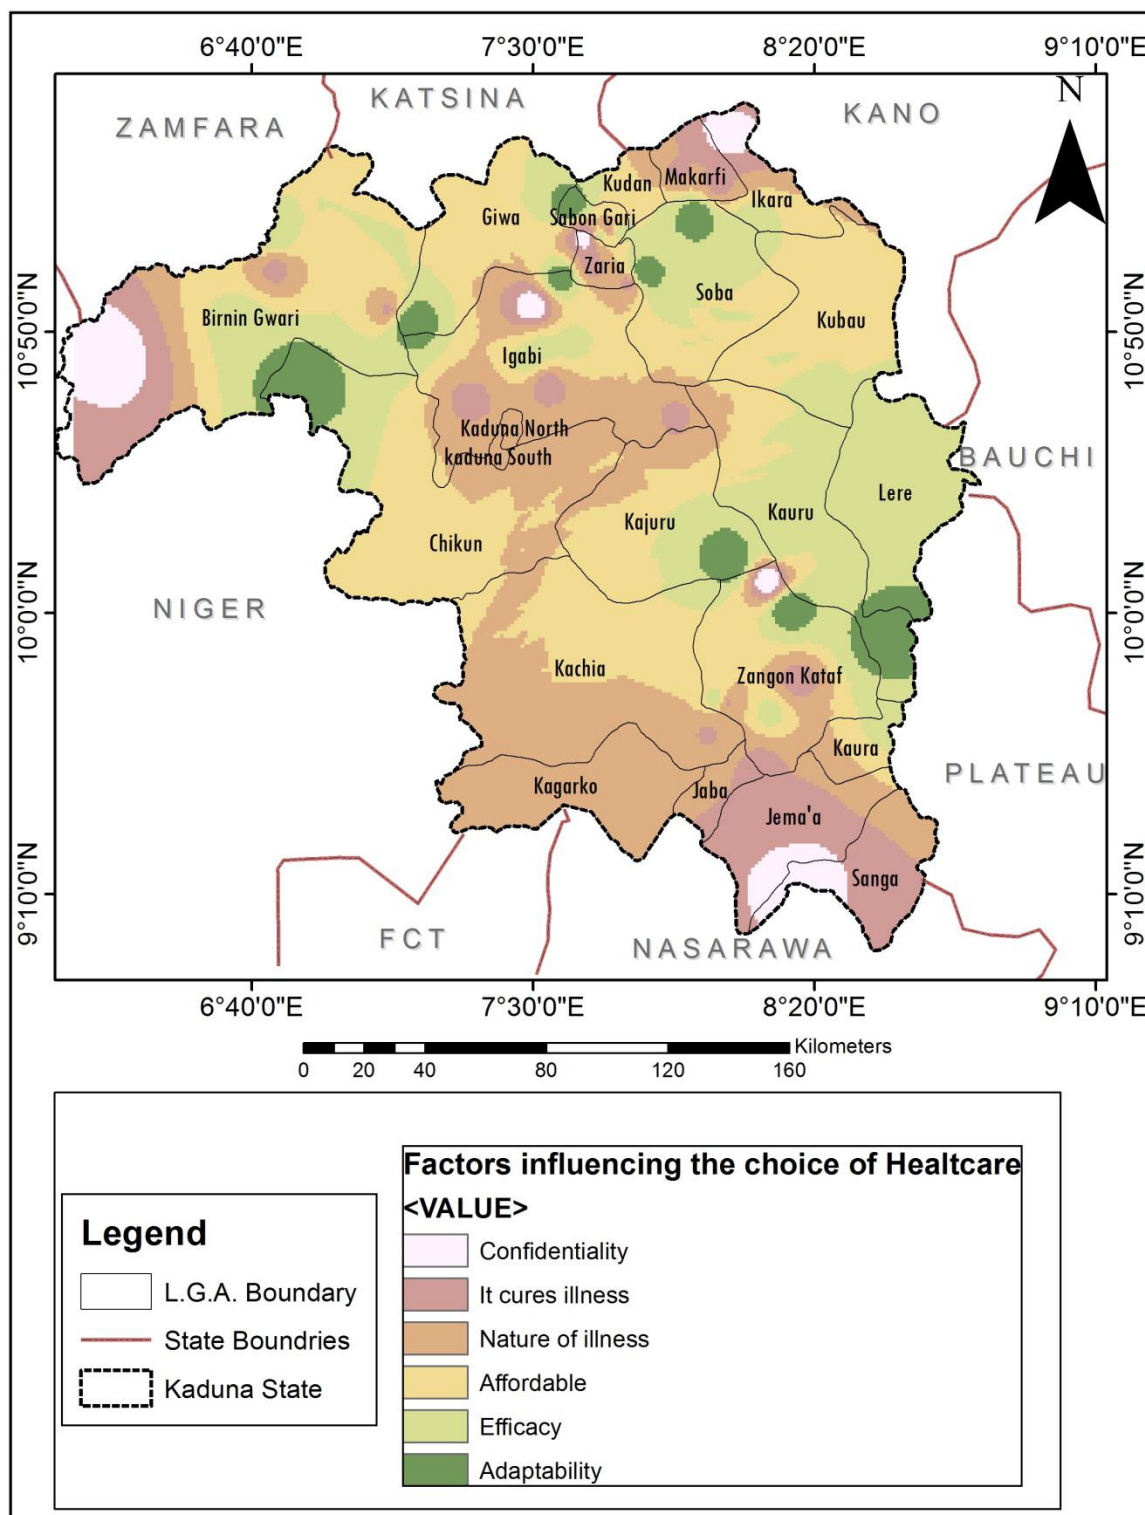 6°40'0"E 7°30'0"E 8°20'0"E 9°10'0"E
N
KATSINA
KANO
ZAMFARA
Kudan
Makarfi
Ikara
Giwa
Sabon Gari
Zaria
Soba
Birnin Gwari
Kubau
Igabi
10°50'0"N
10°50'0"N
Kaduna North
kaduna South
BAUCHI
Lere
Kauru
Kajuru
Chikun
NIGER
10°0'0"N
10°0'0"N
Kachia
Zangon Kataf
Kaura
PLATEAU
Kagarko
Jaba
Jema'a
Sanga
9°10'0"N
9°10'0"N
FCT
NASARAWA
6°40'0"E 7°30'0"E 8°20'0"E 9°10'0"E
Kilometers
0 20 40 80 120 160
Legend
L.G.A. Boundary
State Boundries
Kaduna State
Factors influencing the choice of Healtcare
<VALUE>
Confidentiality
It cures illness
Nature of illness
Affordable
Efficacy
Adaptability